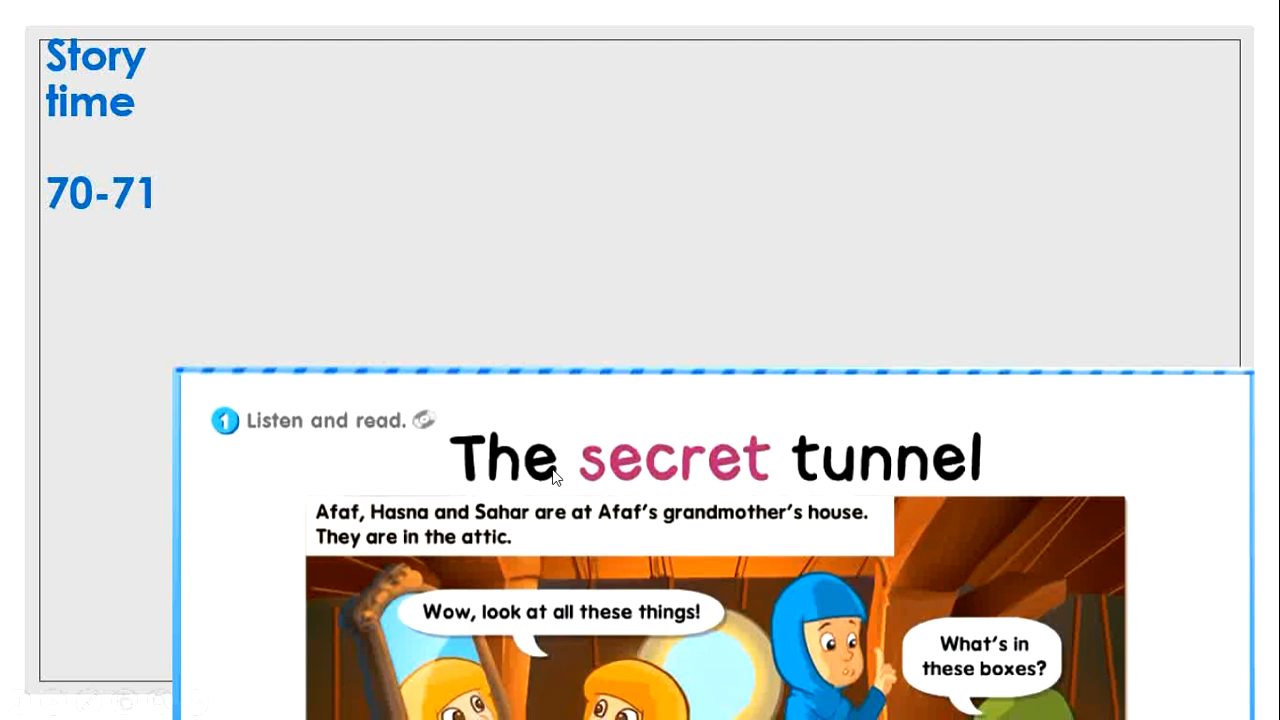 Story
time
70-71
1 Listen and read.
The secret tunnel
Afaf, Hasna and Sahar are at Afaf's grandmother's house.
They are in the attic.
Wow, look at all these things!
What's in
these boxes?